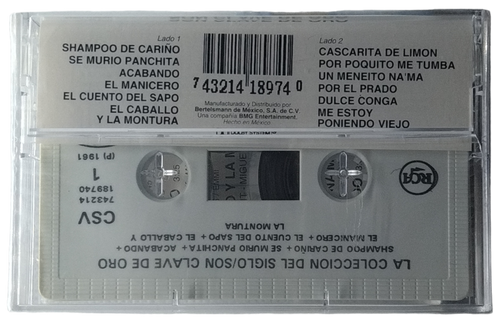 SON CLAVE DE ORO
Lado 1
SHAMPOO DE CARIÑO
SE MURIO PANCHITA
ACABANDO
EL MANICERO
EL CUENTO DEL SAPO
EL CABALLO
Y LA MONTURA
7 43214 18974 0
Manufacturado y Distribuido por:
Bertelsmann de México, S.A. de C.V.
Una compañía BMG Entertainment.
Hecho en México.
Lado 2
CASCARITA DE LIMON
POR POQUITO ME TUMBA
UN MENEITO NA'MA
POR EL PRADO
DULCE CONGA
ME ESTOY
PONIENDO VIEJO
LA COLECCION DEL SIGLO/SON CLAVE DE ORO
SHAMPOO DE CARIÑO + SE MURIO PANCHITA + ACABANDO +
EL MANICERO + EL CUENTO DEL SAPO + EL CABALLO Y
LA MONTURA
CSV
743214
189740
1
(P) 1961
RCA